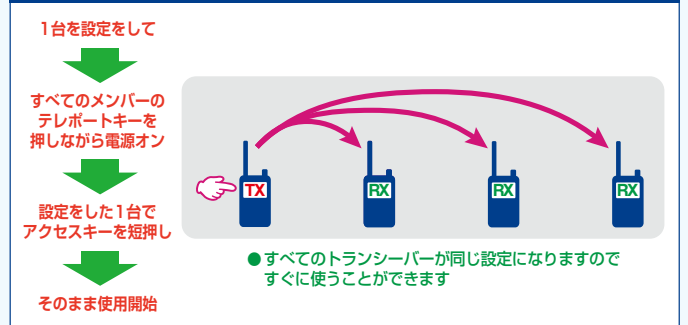 1台を設定をして
すべてのメンバーの
テレポートキーを
押しながら電源オン
設定をした1台で
アクセスキーを短押し
そのまま使用開始
TX
RX
RX
RX
●すべてのトランシーバーが同じ設定になりますので
すぐに使うことができます